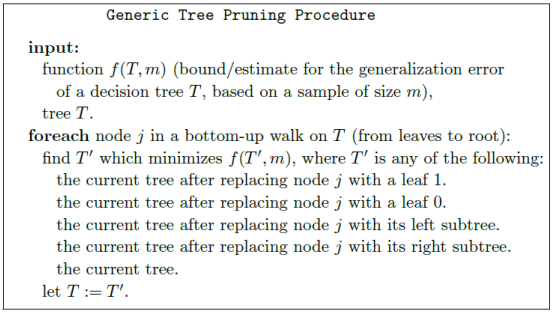 Generic Tree Pruning Procedure
input:
function f(T, m) (bound/estimate for the generalization error
of a decision tree T, based on a sample of size m),
tree T.
foreach node j in a bottom-up walk on T (from leaves to root):
find T′ which minimizes f(T′, m), where T′ is any of the following:
the current tree after replacing node j with a leaf 1.
the current tree after replacing node j with a leaf 0.
the current tree after replacing node j with its left subtree.
the current tree after replacing node j with its right subtree.
the current tree.
let T := T′.